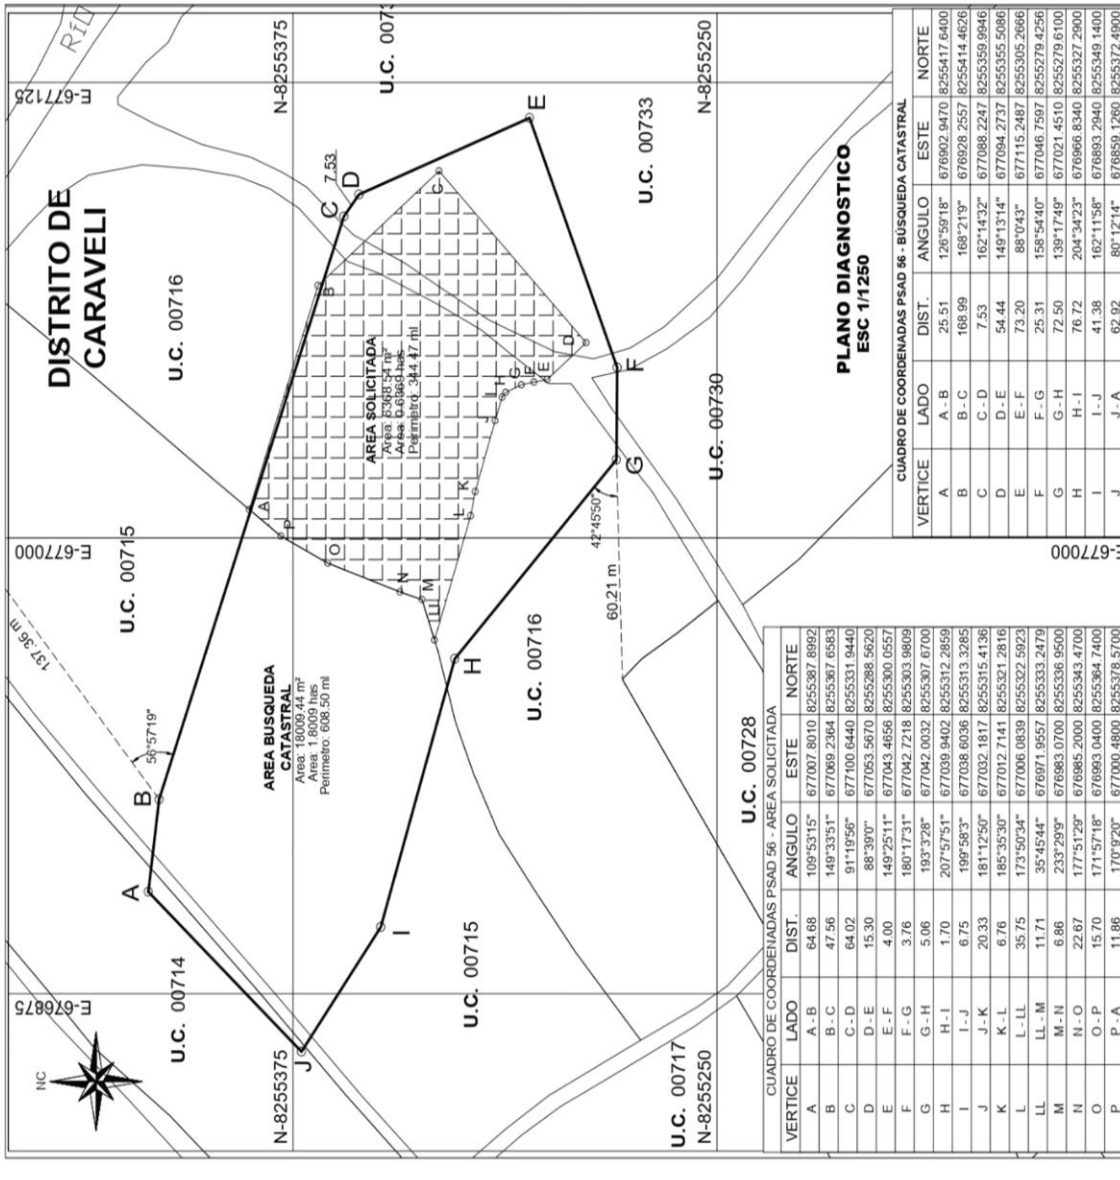 DISTRITO DE
CARAVELI
RÍO
NC
E-676875
E-677000
E-677125
N-8255375
N-8255375
N-8255250
N-8255250
E-677000
U.C. 00714
U.C. 00715
U.C. 00716
U.C. 00733
U.C. 00715
U.C. 00716
U.C. 00730
U.C. 00717
U.C. 00728
137.36 m
56°57'19"
7.53
42°45'50"
60.21 m
A
B
C
D
E
F
G
H
I
J
AREA BUSQUEDA
CATASTRAL
Area: 18009.44 m²
Area: 1.8009 has
Perimetro: 608.50 ml
AREA SOLICITADA
Area: 6368.54 m²
Area: 0.6369 has
Perimetro: 344.47 ml
A
B
C
D
E
F
G
H
I
J
K
L
LL
M
N
O
P
PLANO DIAGNOSTICO
ESC 1/1250
CUADRO DE COORDENADAS PSAD 56 - AREA SOLICITADA
VERTICE LADO DIST. ANGULO ESTE NORTE
A A - B 64.68 109°53'15" 677007.8010 8255387.8992
B B - C 47.56 149°33'51" 677069.2364 8255367.6583
C C - D 64.02 91°19'56" 677100.6440 8255331.9440
D D - E 15.30 88°39'0" 677053.5670 8255288.5620
E E - F 4.00 149°25'11" 677043.4656 8255300.0557
F F - G 3.76 180°17'31" 677042.7218 8255303.9809
G G - H 5.06 193°3'28" 677042.0032 8255307.6700
H H - I 1.70 207°57'51" 677039.9402 8255312.2859
I I - J 6.75 199°58'3" 677038.6036 8255313.3285
J J - K 20.33 181°12'50" 677032.1817 8255315.4136
K K - L 6.76 185°35'30" 677012.7141 8255321.2816
L L - LL 35.75 173°50'34" 677006.0839 8255322.5923
LL LL - M 11.71 35°45'44" 676971.9557 8255333.2479
M M - N 6.86 233°29'9" 676983.0700 8255336.9500
N N - O 22.67 177°51'29" 676985.2000 8255343.4700
O O - P 15.70 171°57'18" 676993.0400 8255364.7400
P P - A 11.86 170°9'20" 677000.4800 8255378.5700
CUADRO DE COORDENADAS PSAD 56 - BÚSQUEDA CATASTRAL
VERTICE LADO DIST. ANGULO ESTE NORTE
A A - B 25.51 126°59'18" 676902.9470 8255417.6400
B B - C 168.99 168°21'9" 676928.2557 8255414.4626
C C - D 7.53 162°14'32" 677088.2247 8255359.9946
D D - E 54.44 149°13'14" 677094.2737 8255355.5086
E E - F 73.20 88°0'43" 677115.2487 8255305.2666
F F - G 25.31 158°54'40" 677046.7597 8255279.4256
G G - H 72.50 139°17'49" 677021.4510 8255279.6100
H H - I 76.72 204°34'23" 676966.8340 8255327.2900
I I - J 41.38 162°11'58" 676893.2940 8255349.1400
J J - A 62.92 80°12'14" 676859.1260 8255372.4900